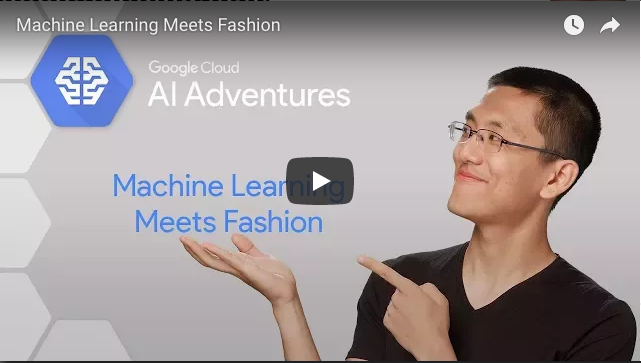 Machine Learning Meets Fashion
Google Cloud
AI Adventures
Machine Learning
Meets Fashion